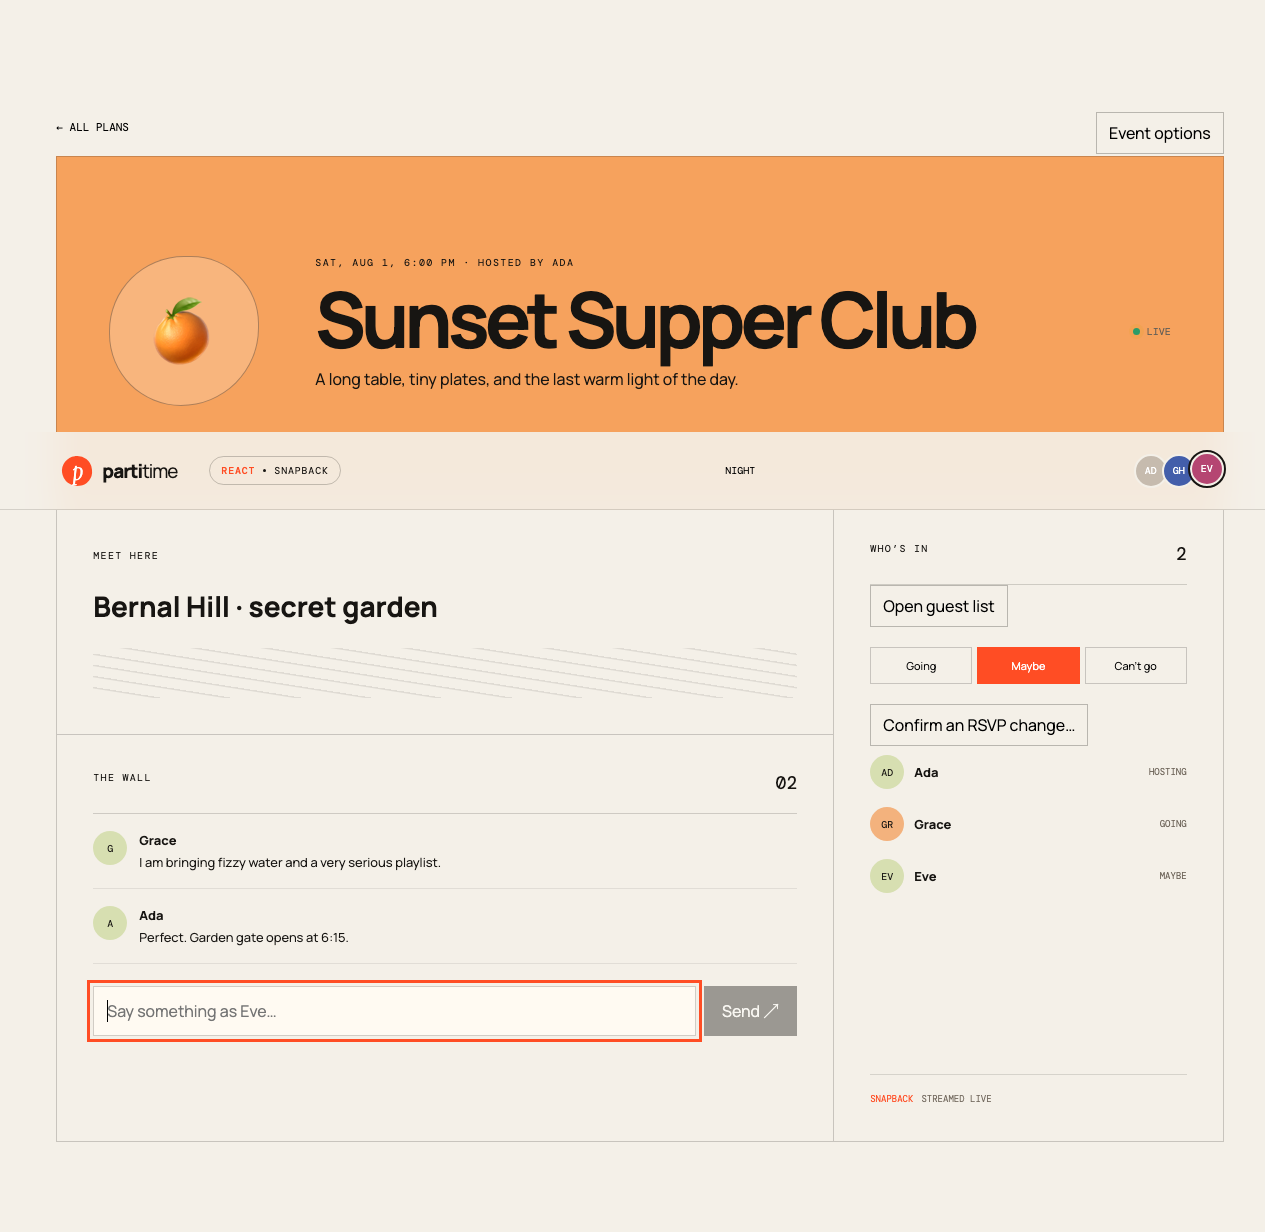 ← ALL PLANS
Event options
SAT, AUG 1, 6:00 PM · HOSTED BY ADA
Sunset Supper Club
LIVE
A long table, tiny plates, and the last warm light of the day.
p partitime
REACT • SNAPBACK
NIGHT
AD GH EV
MEET HERE
Bernal Hill · secret garden
THE WALL
02
G
Grace
I am bringing fizzy water and a very serious playlist.
A
Ada
Perfect. Garden gate opens at 6:15.
Say something as Eve…
Send ↗
WHO’S IN
2
Open guest list
Going
Maybe
Can’t go
Confirm an RSVP change…
AD Ada HOSTING
GR Grace GOING
EV Eve MAYBE
SNAPBACK STREAMED LIVE